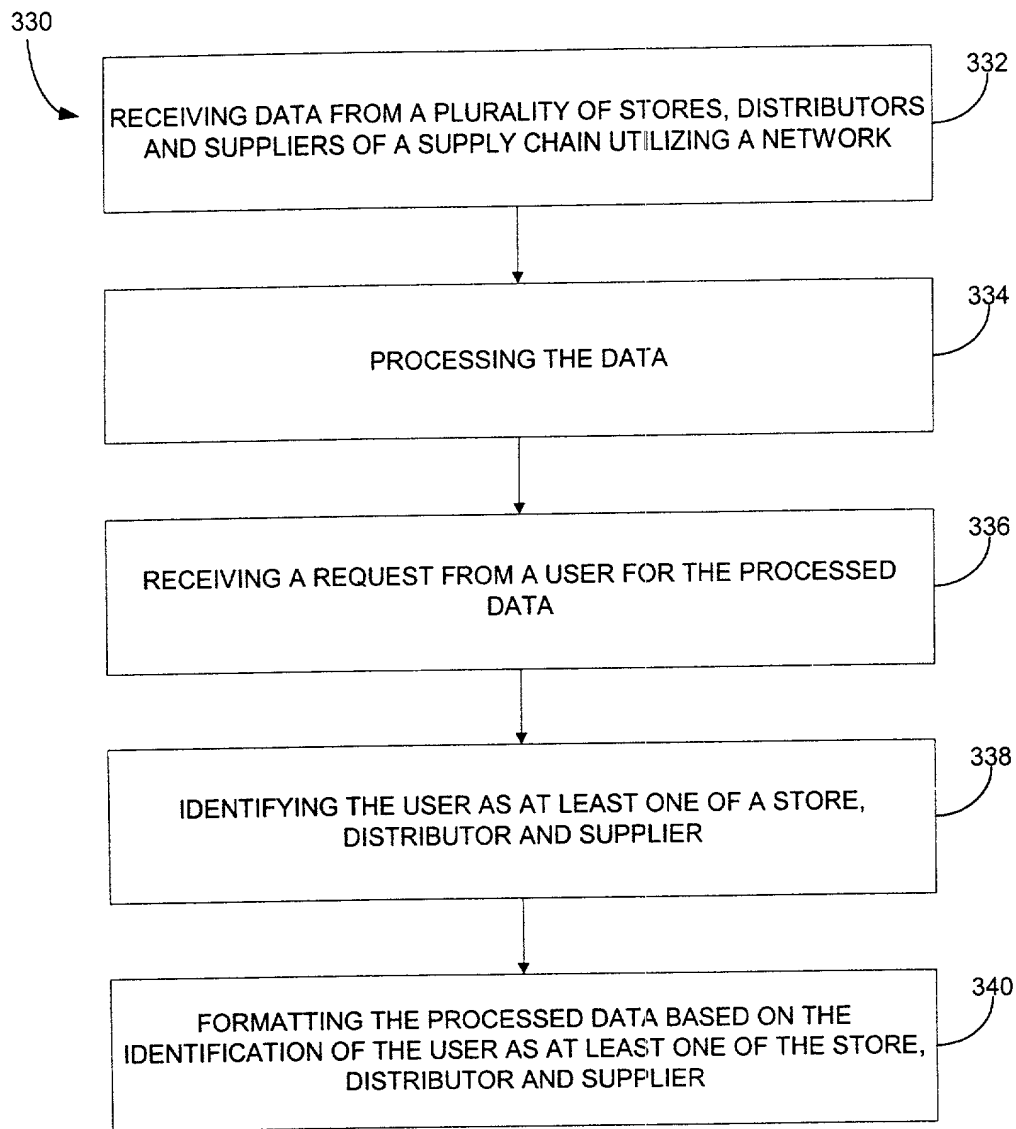 330
332
RECEIVING DATA FROM A PLURALITY OF STORES, DISTRIBUTORS
AND SUPPLIERS OF A SUPPLY CHAIN UTILIZING A NETWORK
334
PROCESSING THE DATA
336
RECEIVING A REQUEST FROM A USER FOR THE PROCESSED
DATA
338
IDENTIFYING THE USER AS AT LEAST ONE OF A STORE,
DISTRIBUTOR AND SUPPLIER
340
FORMATTING THE PROCESSED DATA BASED ON THE
IDENTIFICATION OF THE USER AS AT LEAST ONE OF THE STORE,
DISTRIBUTOR AND SUPPLIER